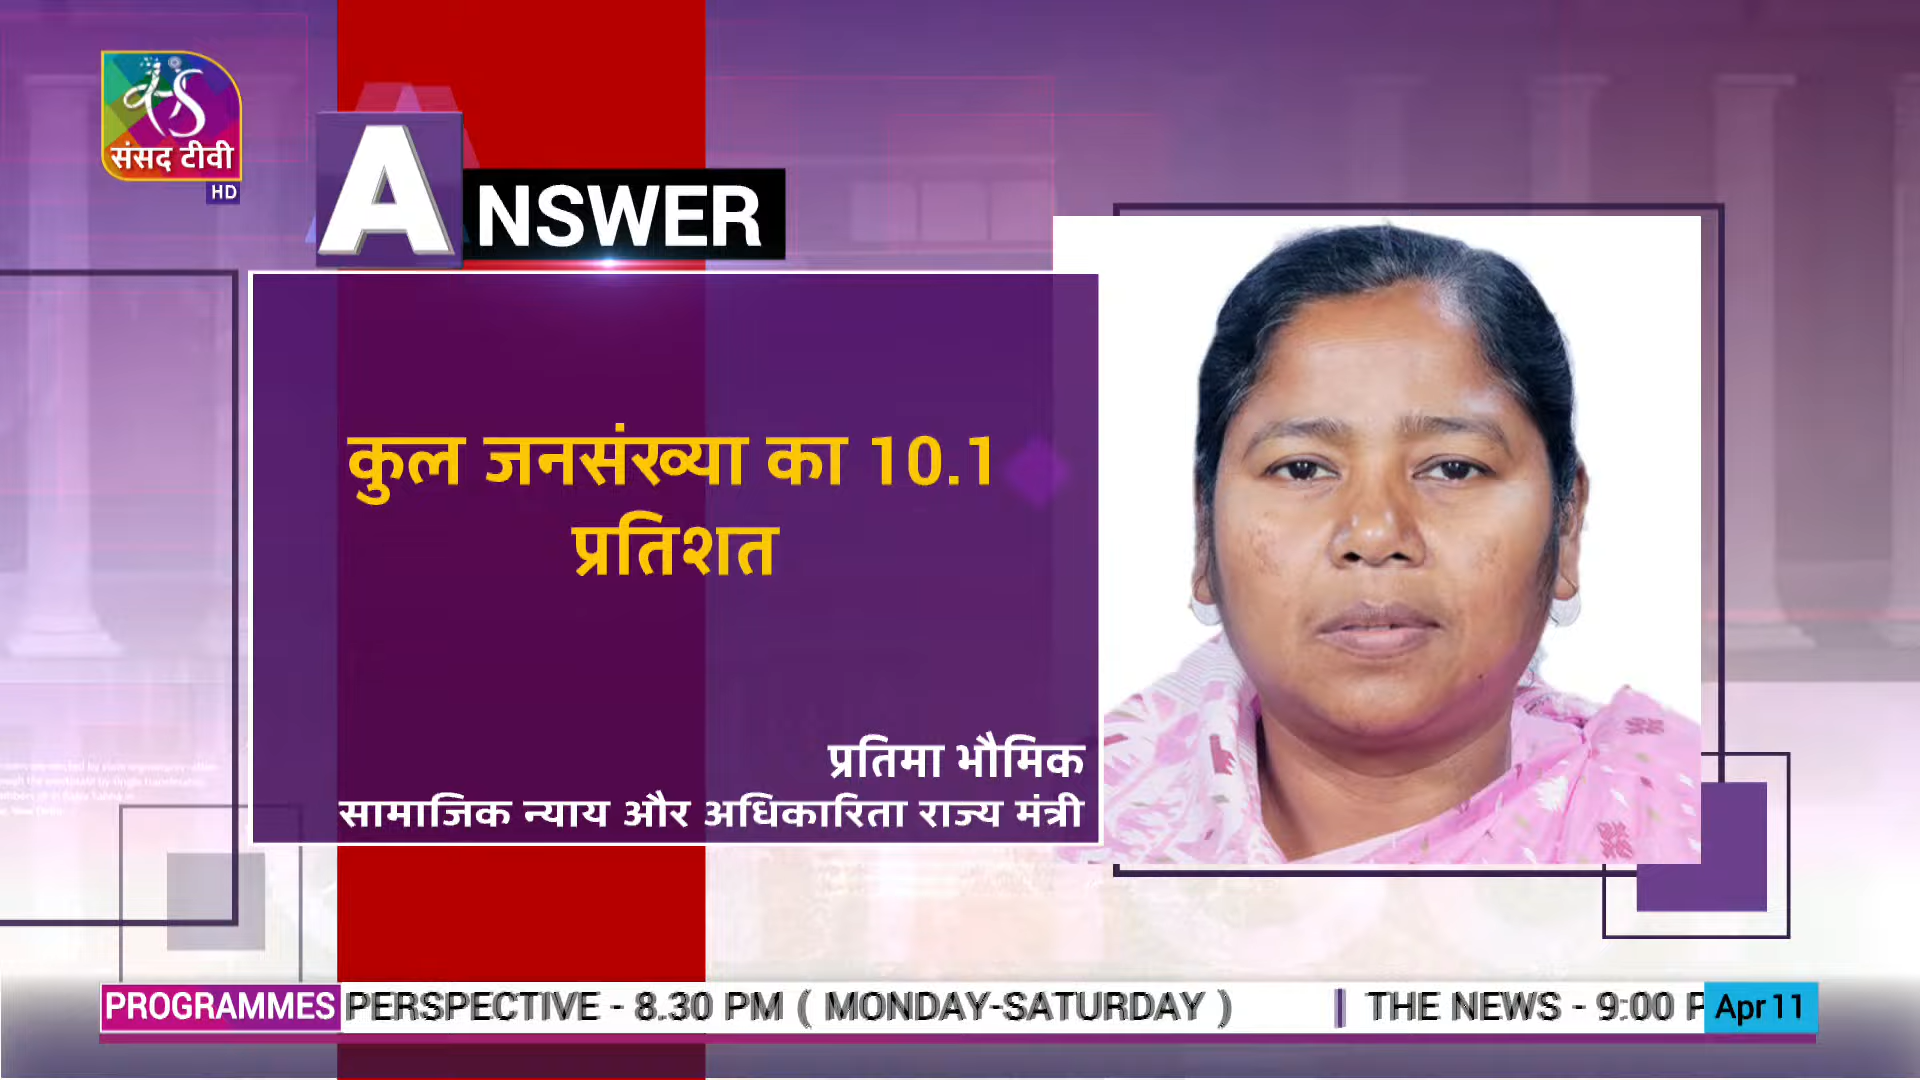 संसद टीवी
HD
ANSWER
कुल जनसंख्या का 10.1
प्रतिशत
प्रतिमा भौमिक
सामाजिक न्याय और अधिकारिता राज्य मंत्री
PROGRAMMES PERSPECTIVE - 8.30 PM ( MONDAY-SATURDAY ) | THE NEWS - 9:00 P Apr 11